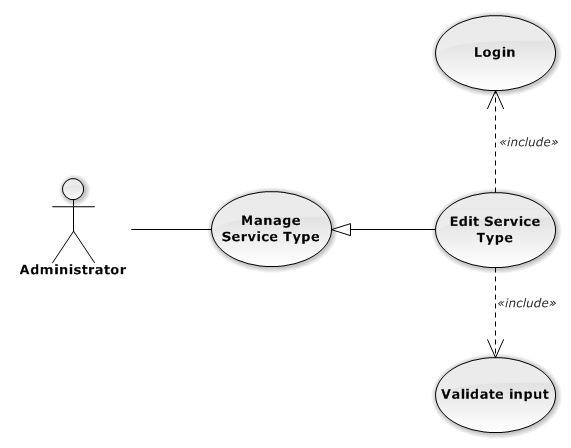 Login
«include»
Manage
Service Type
Edit Service
Type
Administrator
«include»
Validate input